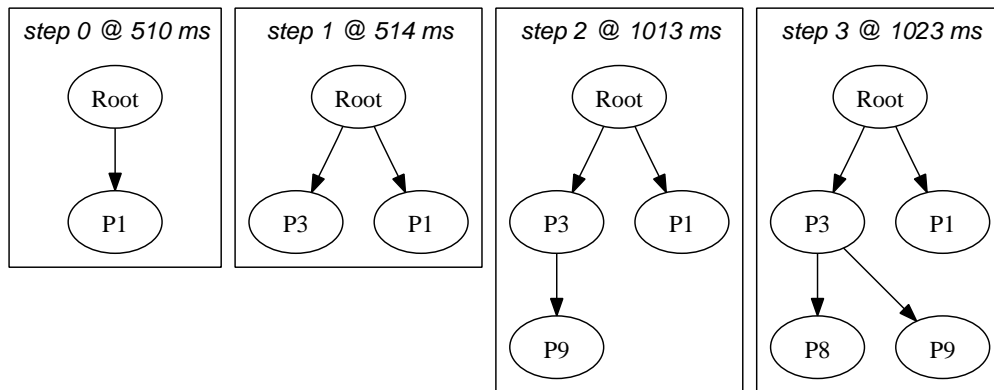 step 0 @ 510 ms
Root
P1
step 1 @ 514 ms
Root
P3 P1
step 2 @ 1013 ms
Root
P3 P1
P9
step 3 @ 1023 ms
Root
P3 P1
P8 P9